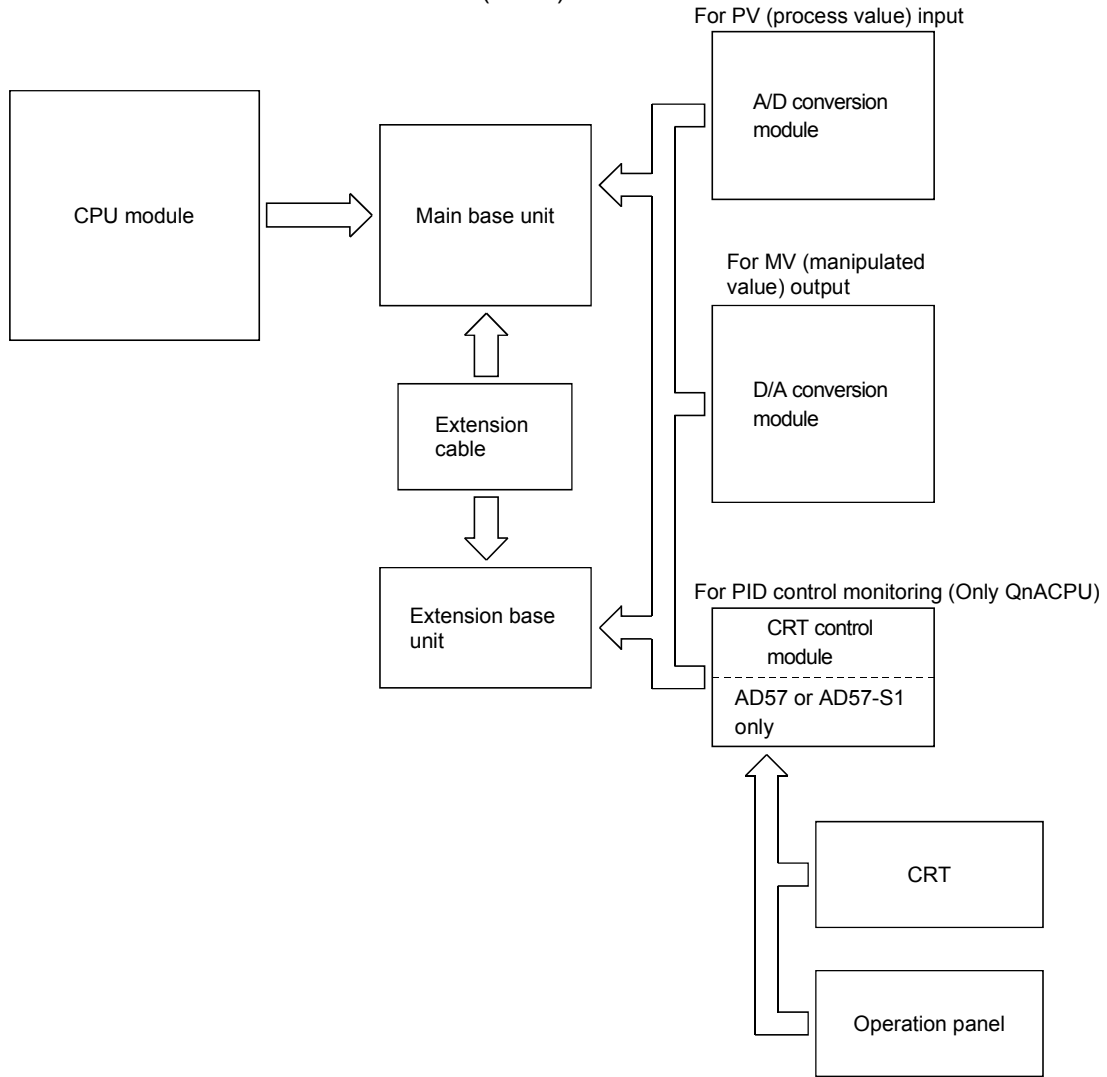 For PV (process value) input
A/D conversion
module
CPU module
Main base unit
For MV (manipulated
value) output
D/A conversion
module
Extension
cable
For PID control monitoring (Only QnACPU)
Extension base
unit
CRT control
module
AD57 or AD57-S1
only
CRT
Operation panel